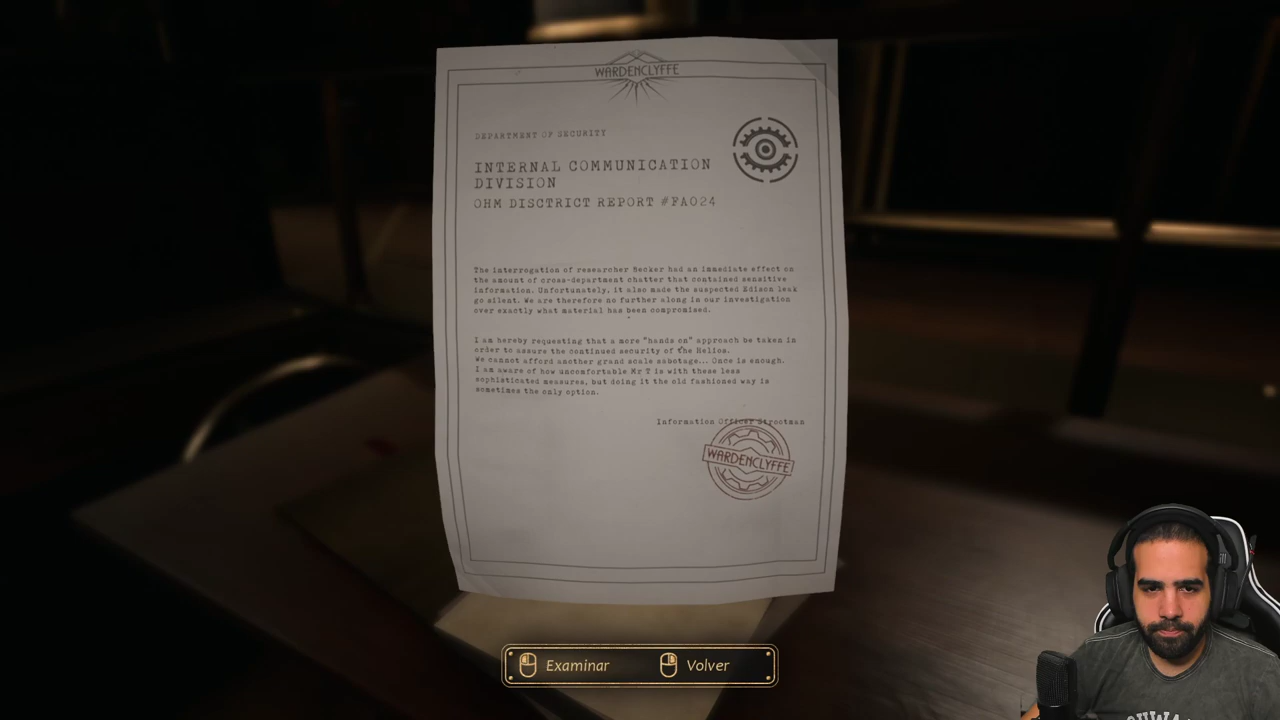 WARDENCLYFFE
DEPARTMENT OF SECURITY
INTERNAL COMMUNICATION
DIVISION
OHM DISCTRICT REPORT #FA024
The interrogation of researcher Becker had an immediate effect on
the amount of cross-department chatter that contained sensitive
information. Unfortunately, it also made the suspected Edison leak
go silent. We are therefore no further along in our investigation
over exactly what material has been compromised.
I am hereby requesting that a more "hands on" approach be taken in
order to assure the continued security of the Helios.
We cannot afford another grand scale sabotage... Once is enough.
I am aware of how uncomfortable Mr T is with these less
sophisticated measures, but doing it the old fashioned way is
sometimes the only option.
Information Officer Strootman
WARDENCLYFFE
Examinar
Volver